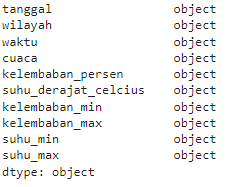 tanggal object
wilayah object
waktu object
cuaca object
kelembaban_persen object
suhu_derajat_celcius object
kelembaban_min object
kelembaban_max object
suhu_min object
suhu_max object
dtype: object